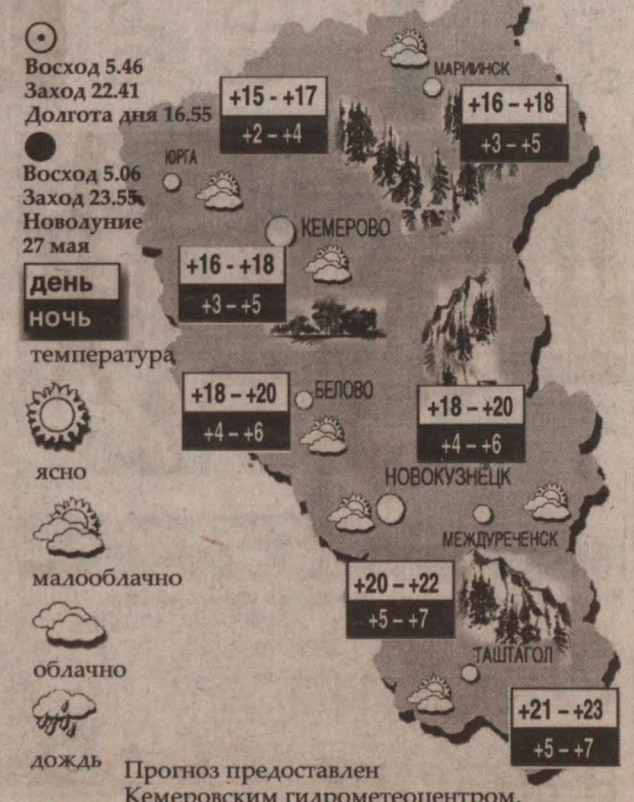 Восход 5.46
Заход 22.41
Долгота дня 16.55
Восход 5.06
Заход 23.55
Новолуние
27 мая
день
ночь
температура
ясно
малооблачно
облачно
дождь
МАРИИНСК
+15 - +17
+2 – +4
+16 – +18
+3 – +5
ЮРГА
КЕМЕРОВО
+16 - +18
+3 – +5
БЕЛОВО
+18 – +20
+4 – +6
+18 – +20
+4 – +6
НОВОКУЗНЕЦК
МЕЖДУРЕЧЕНСК
+20 – +22
+5 – +7
ТАШТАГОЛ
+21 – +23
+5 – +7
Прогноз предоставлен
Кемеровским гидрометеоцентром.